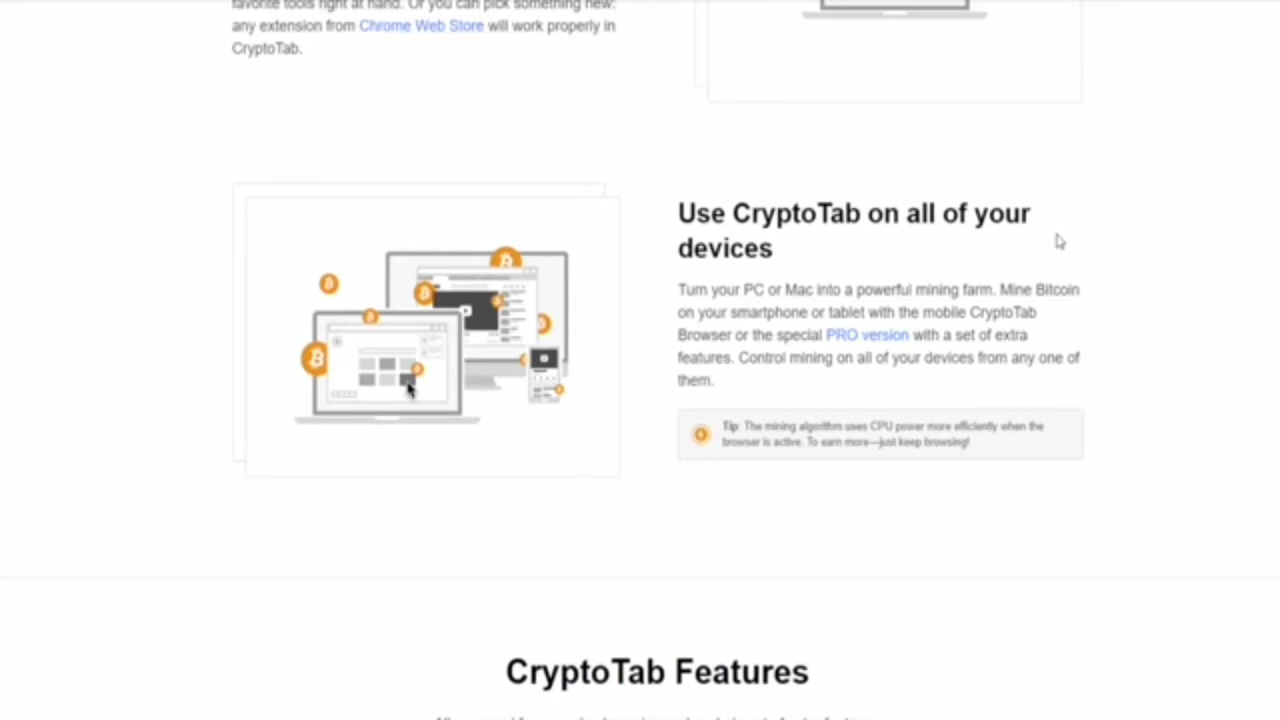 favorite tools right at hand. Or you can pick something new:
any extension from Chrome Web Store will work properly in
CryptoTab.
Use CryptoTab on all of your
devices
Turn your PC or Mac into a powerful mining farm. Mine Bitcoin
on your smartphone or tablet with the mobile CryptoTab
Browser or the special PRO version with a set of extra
features. Control mining on all of your devices from any one of
them.
Tip: The mining algorithm uses CPU power more efficiently when the
browser is active. To earn more—just keep browsing!
CryptoTab Features